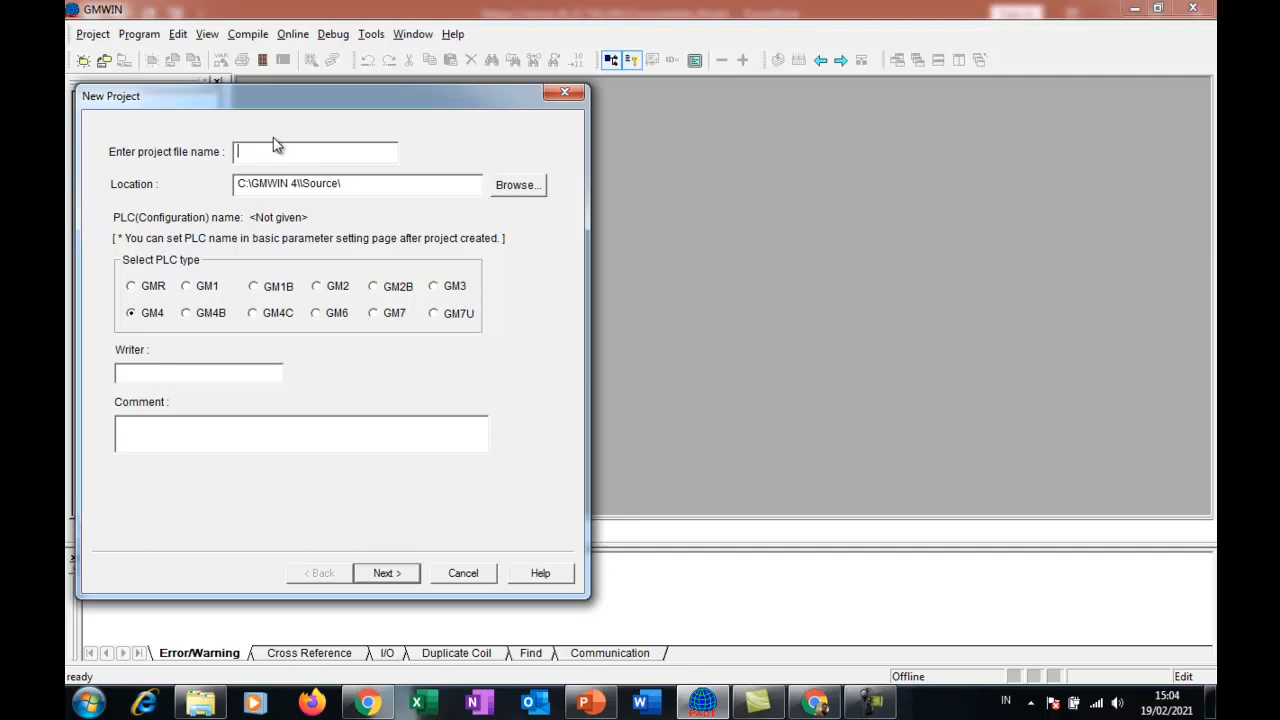 GMWIN
Project Program Edit View Compile Online Debug Tools Window Help
New Project
Enter project file name :
Location : C:\GMWIN 4\\Source\ Browse...
PLC(Configuration) name: <Not given>
[ * You can set PLC name in basic parameter setting page after project created. ]
Select PLC type
GMR GM1 GM1B GM2 GM2B GM3
GM4 GM4B GM4C GM6 GM7 GM7U
Writer :
Comment :
< Back Next > Cancel Help
Error/Warning Cross Reference I/O Duplicate Coil Find Communication
ready Offline Edit
IN 15:04
19/02/2021